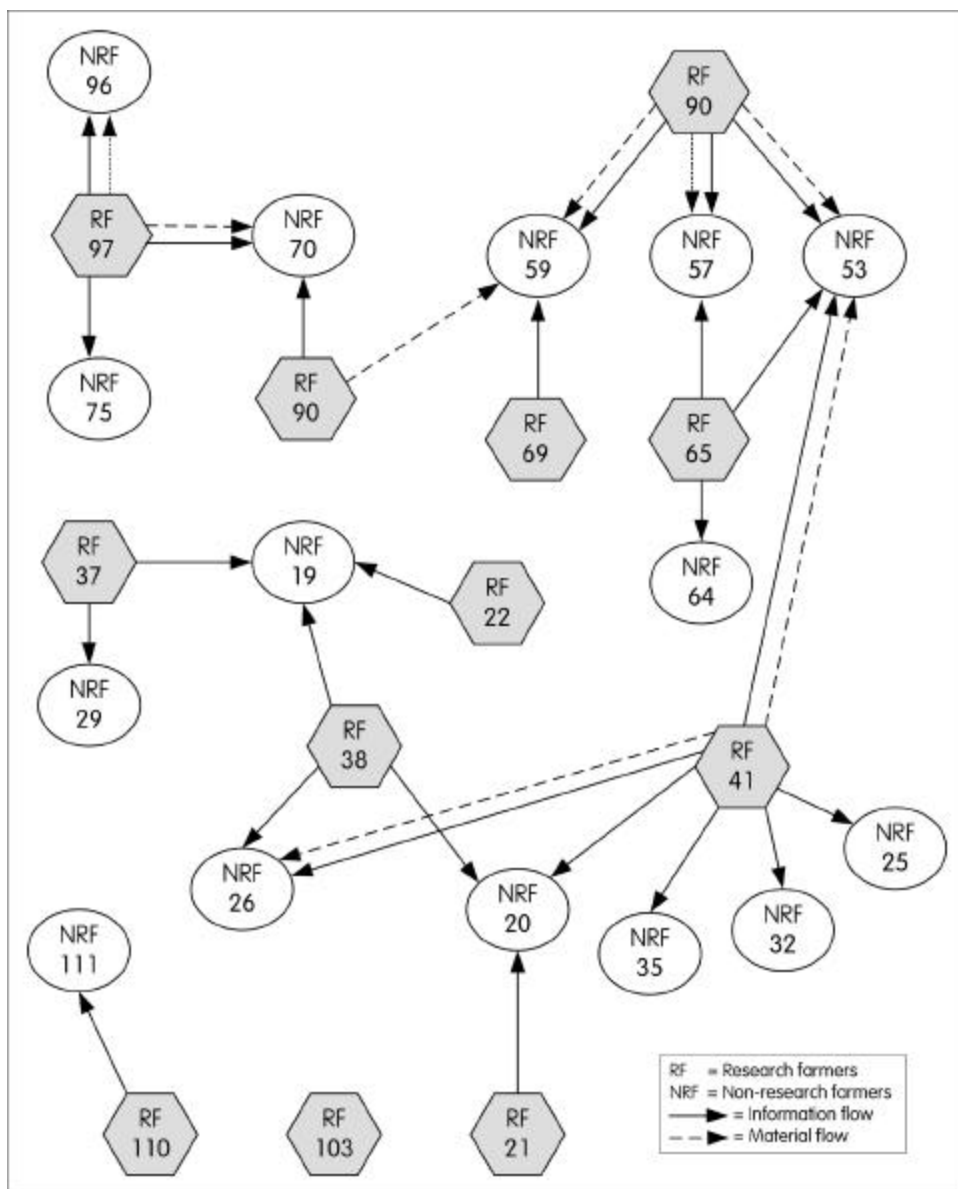 NRF
96
RF
90
RF
97
NRF
70
NRF
59
NRF
57
NRF
53
NRF
75
RF
90
RF
69
RF
65
RF
37
NRF
19
RF
22
NRF
64
NRF
29
RF
38
RF
41
NRF
25
NRF
26
NRF
20
NRF
35
NRF
32
NRF
111
RF
110
RF
103
RF
21
RF = Research farmers
NRF = Non-research farmers
= Information flow
= Material flow